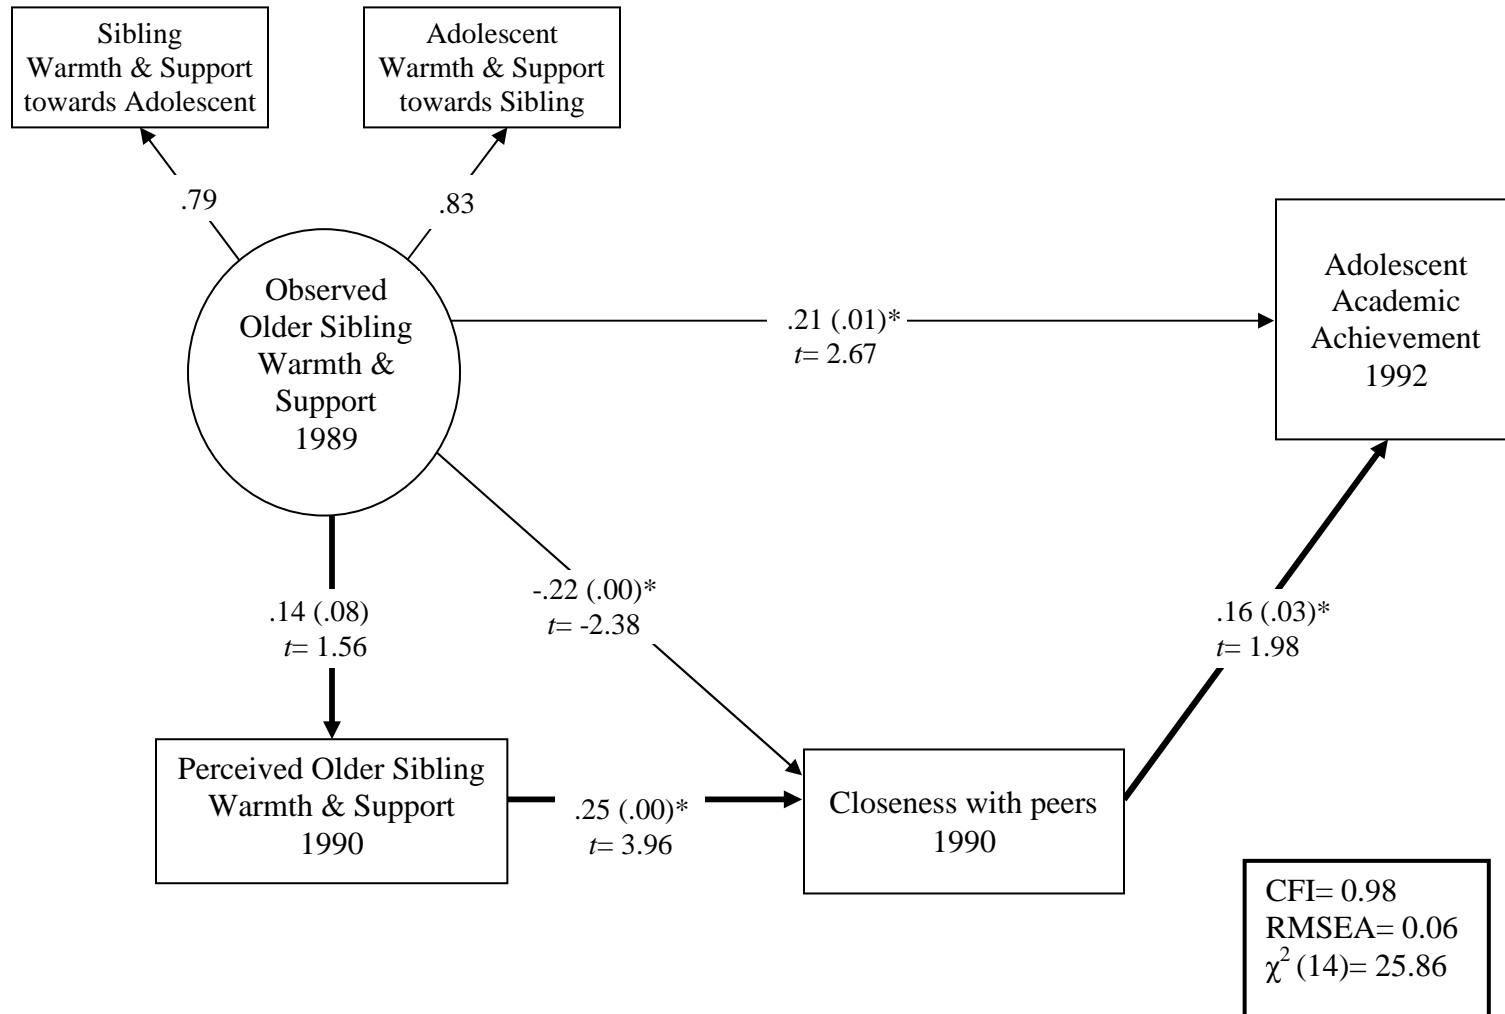 Sibling
Warmth & Support
towards Adolescent
Adolescent
Warmth & Support
towards Sibling
.79
.83
Observed
Older Sibling
Warmth &
Support
1989
.21 (.01)*
t= 2.67
Adolescent
Academic
Achievement
1992
.14 (.08)
t= 1.56
-.22 (.00)*
t= -2.38
.16 (.03)*
t= 1.98
Perceived Older Sibling
Warmth & Support
1990
.25 (.00)*
t= 3.96
Closeness with peers
1990
CFI= 0.98
RMSEA= 0.06
χ² (14)= 25.86